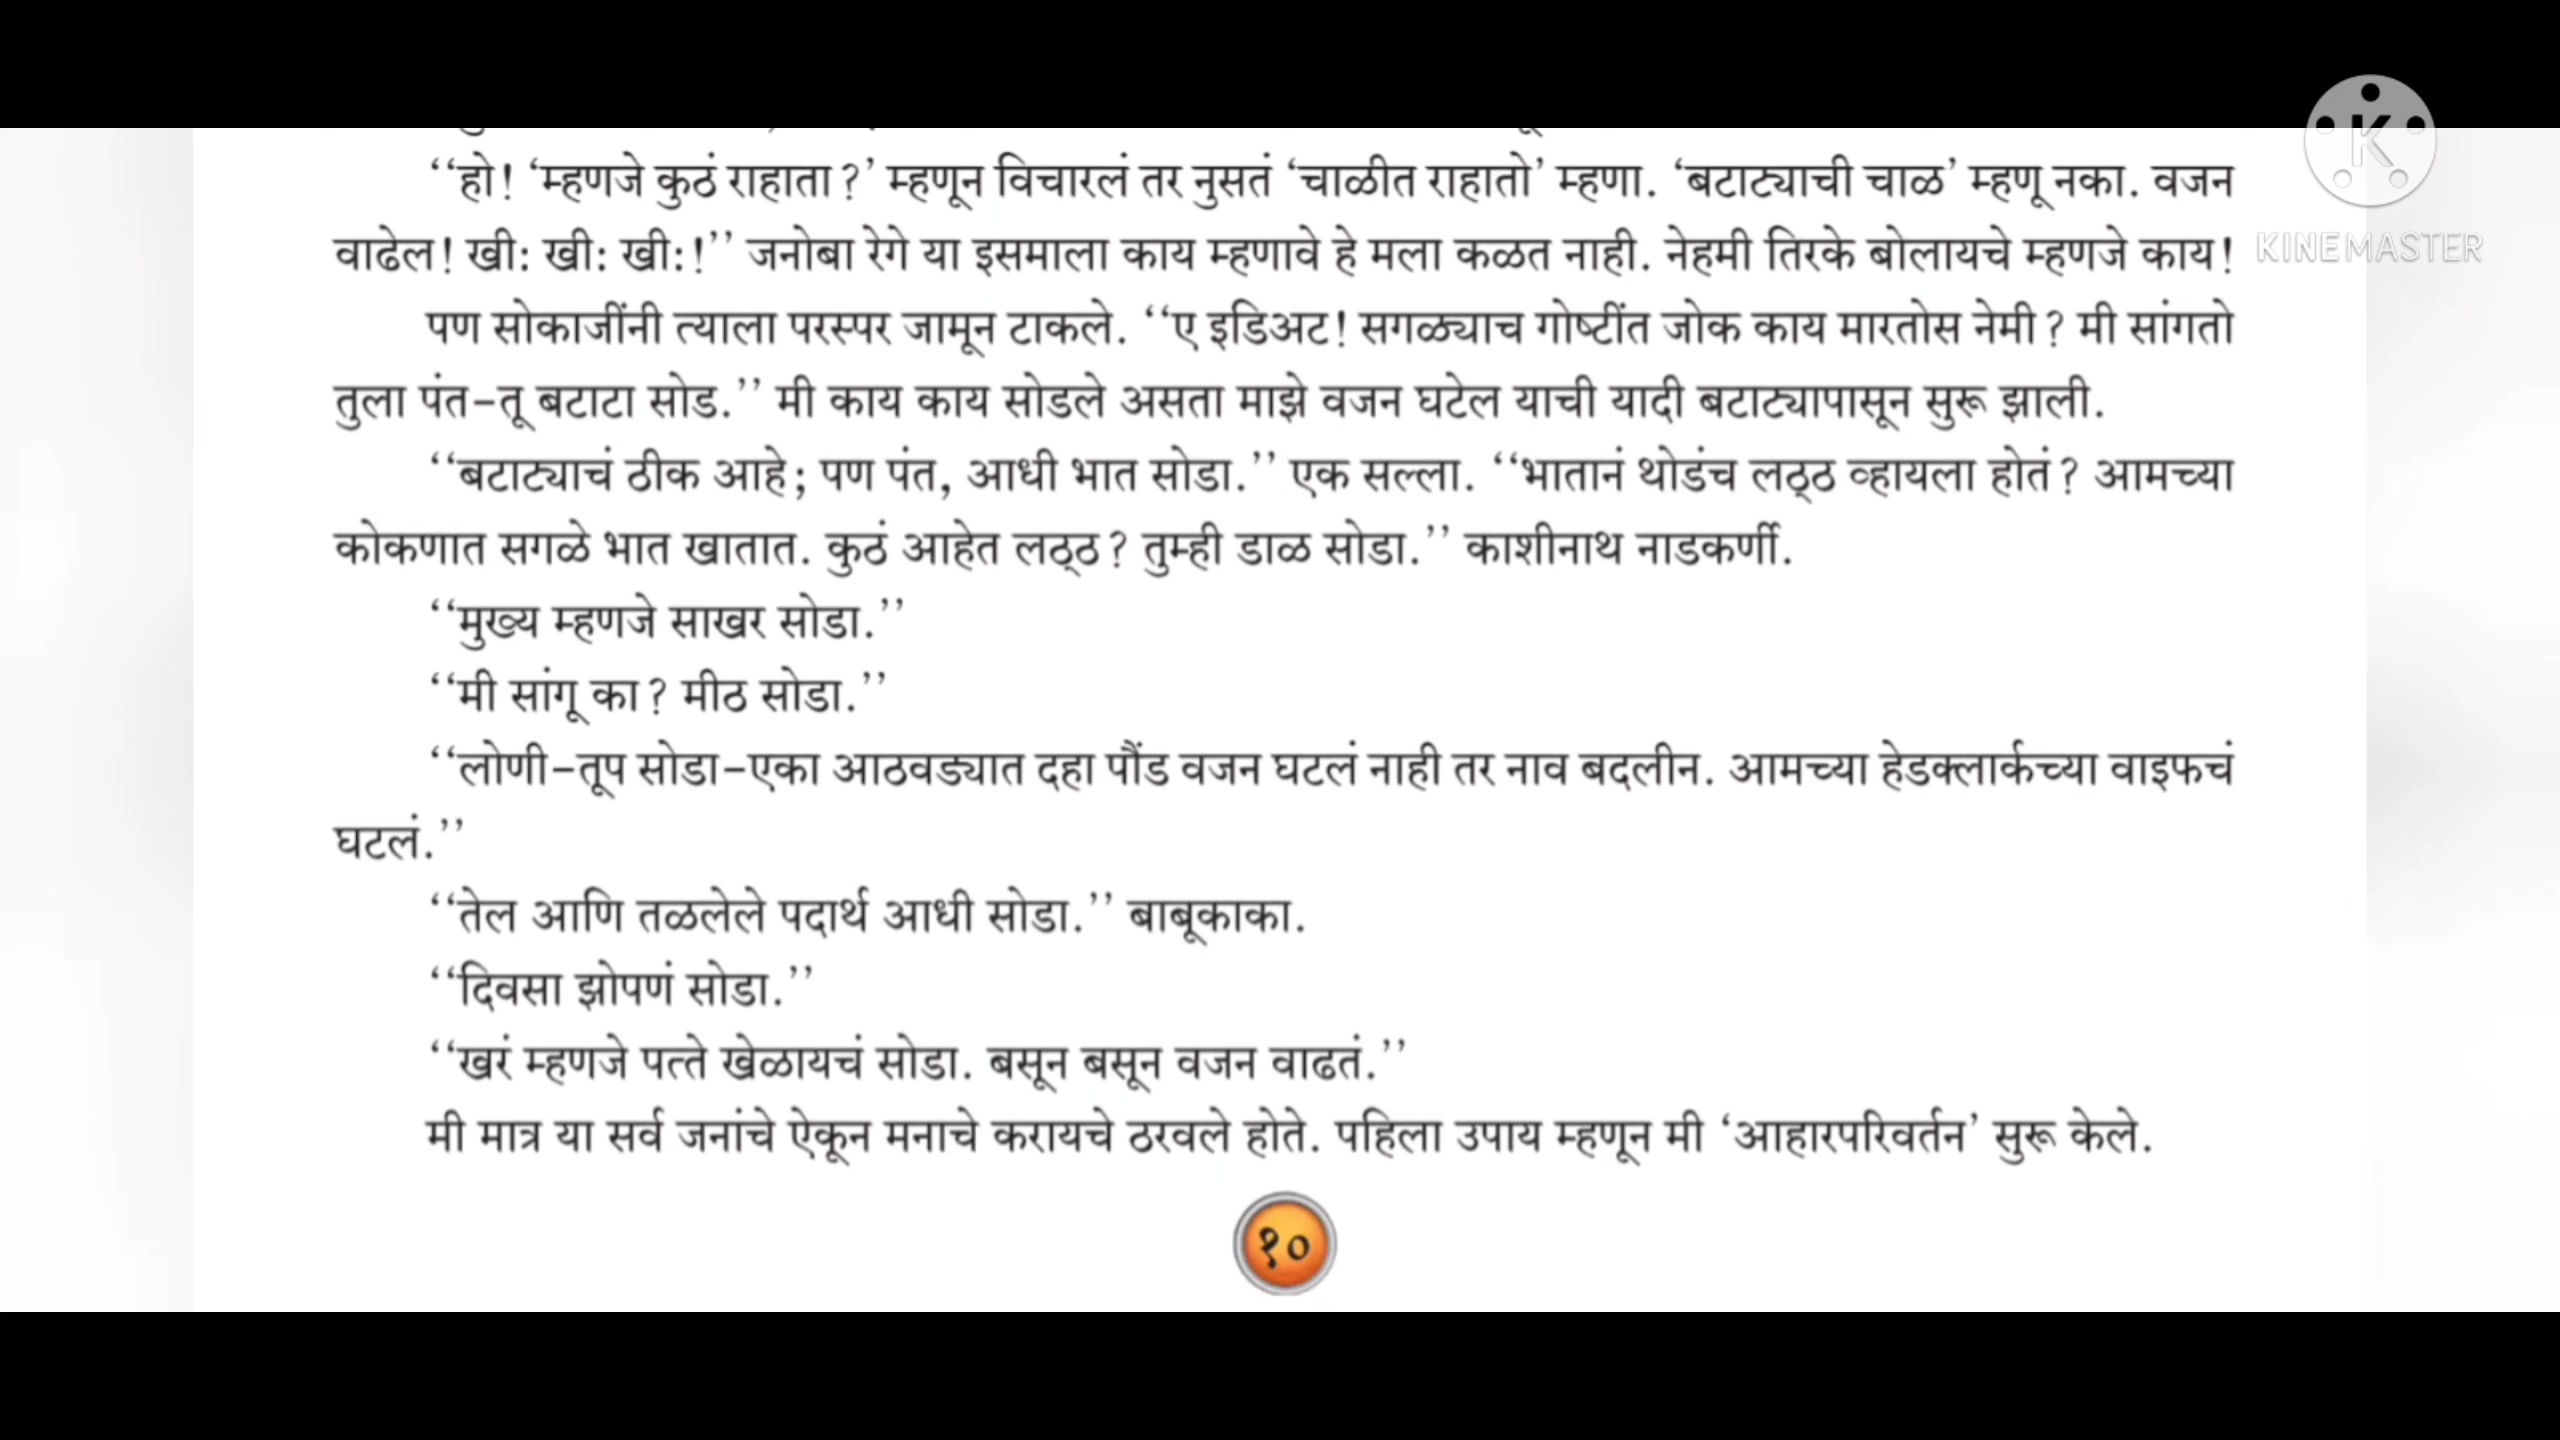 ‘‘हो! ‘म्हणजे कुठं राहाता?’ म्हणून विचारलं तर नुसतं ‘चाळीत राहातो’ म्हणा. ‘बटाट्याची चाळ’ म्हणू नका. वजन
वाढेल! खी: खी: खी:!’’ जनोबा रेगे या इसमाला काय म्हणावे हे मला कळत नाही. नेहमी तिरके बोलायचे म्हणजे काय!
पण सोकाजींनी त्याला परस्पर जामून टाकले. ‘‘ए इडिअट! सगळ्याच गोष्टींत जोक काय मारतोस नेमी? मी सांगतो
तुला पंत-तू बटाटा सोड.’’ मी काय काय सोडले असता माझे वजन घटेल याची यादी बटाट्यापासून सुरू झाली.
‘‘बटाट्याचं ठीक आहे; पण पंत, आधी भात सोडा.’’ एक सल्ला. ‘‘भातानं थोडंच लठ्ठ व्हायला होतं? आमच्या
कोकणात सगळे भात खातात. कुठं आहेत लठ्ठ? तुम्ही डाळ सोडा.’’ काशीनाथ नाडकर्णी.
‘‘मुख्य म्हणजे साखर सोडा.’’
‘‘मी सांगू का? मीठ सोडा.’’
‘‘लोणी-तूप सोडा-एका आठवड्यात दहा पौंड वजन घटलं नाही तर नाव बदलीन. आमच्या हेडक्लार्कच्या वाइफचं
घटलं.’’
‘‘तेल आणि तळलेले पदार्थ आधी सोडा.’’ बाबूकाका.
‘‘दिवसा झोपणं सोडा.’’
‘‘खरं म्हणजे पत्ते खेळायचं सोडा. बसून बसून वजन वाढतं.’’
मी मात्र या सर्व जनांचे ऐकून मनाचे करायचे ठरवले होते. पहिला उपाय म्हणून मी ‘आहारपरिवर्तन’ सुरू केले.
१०
K
KINEMASTER